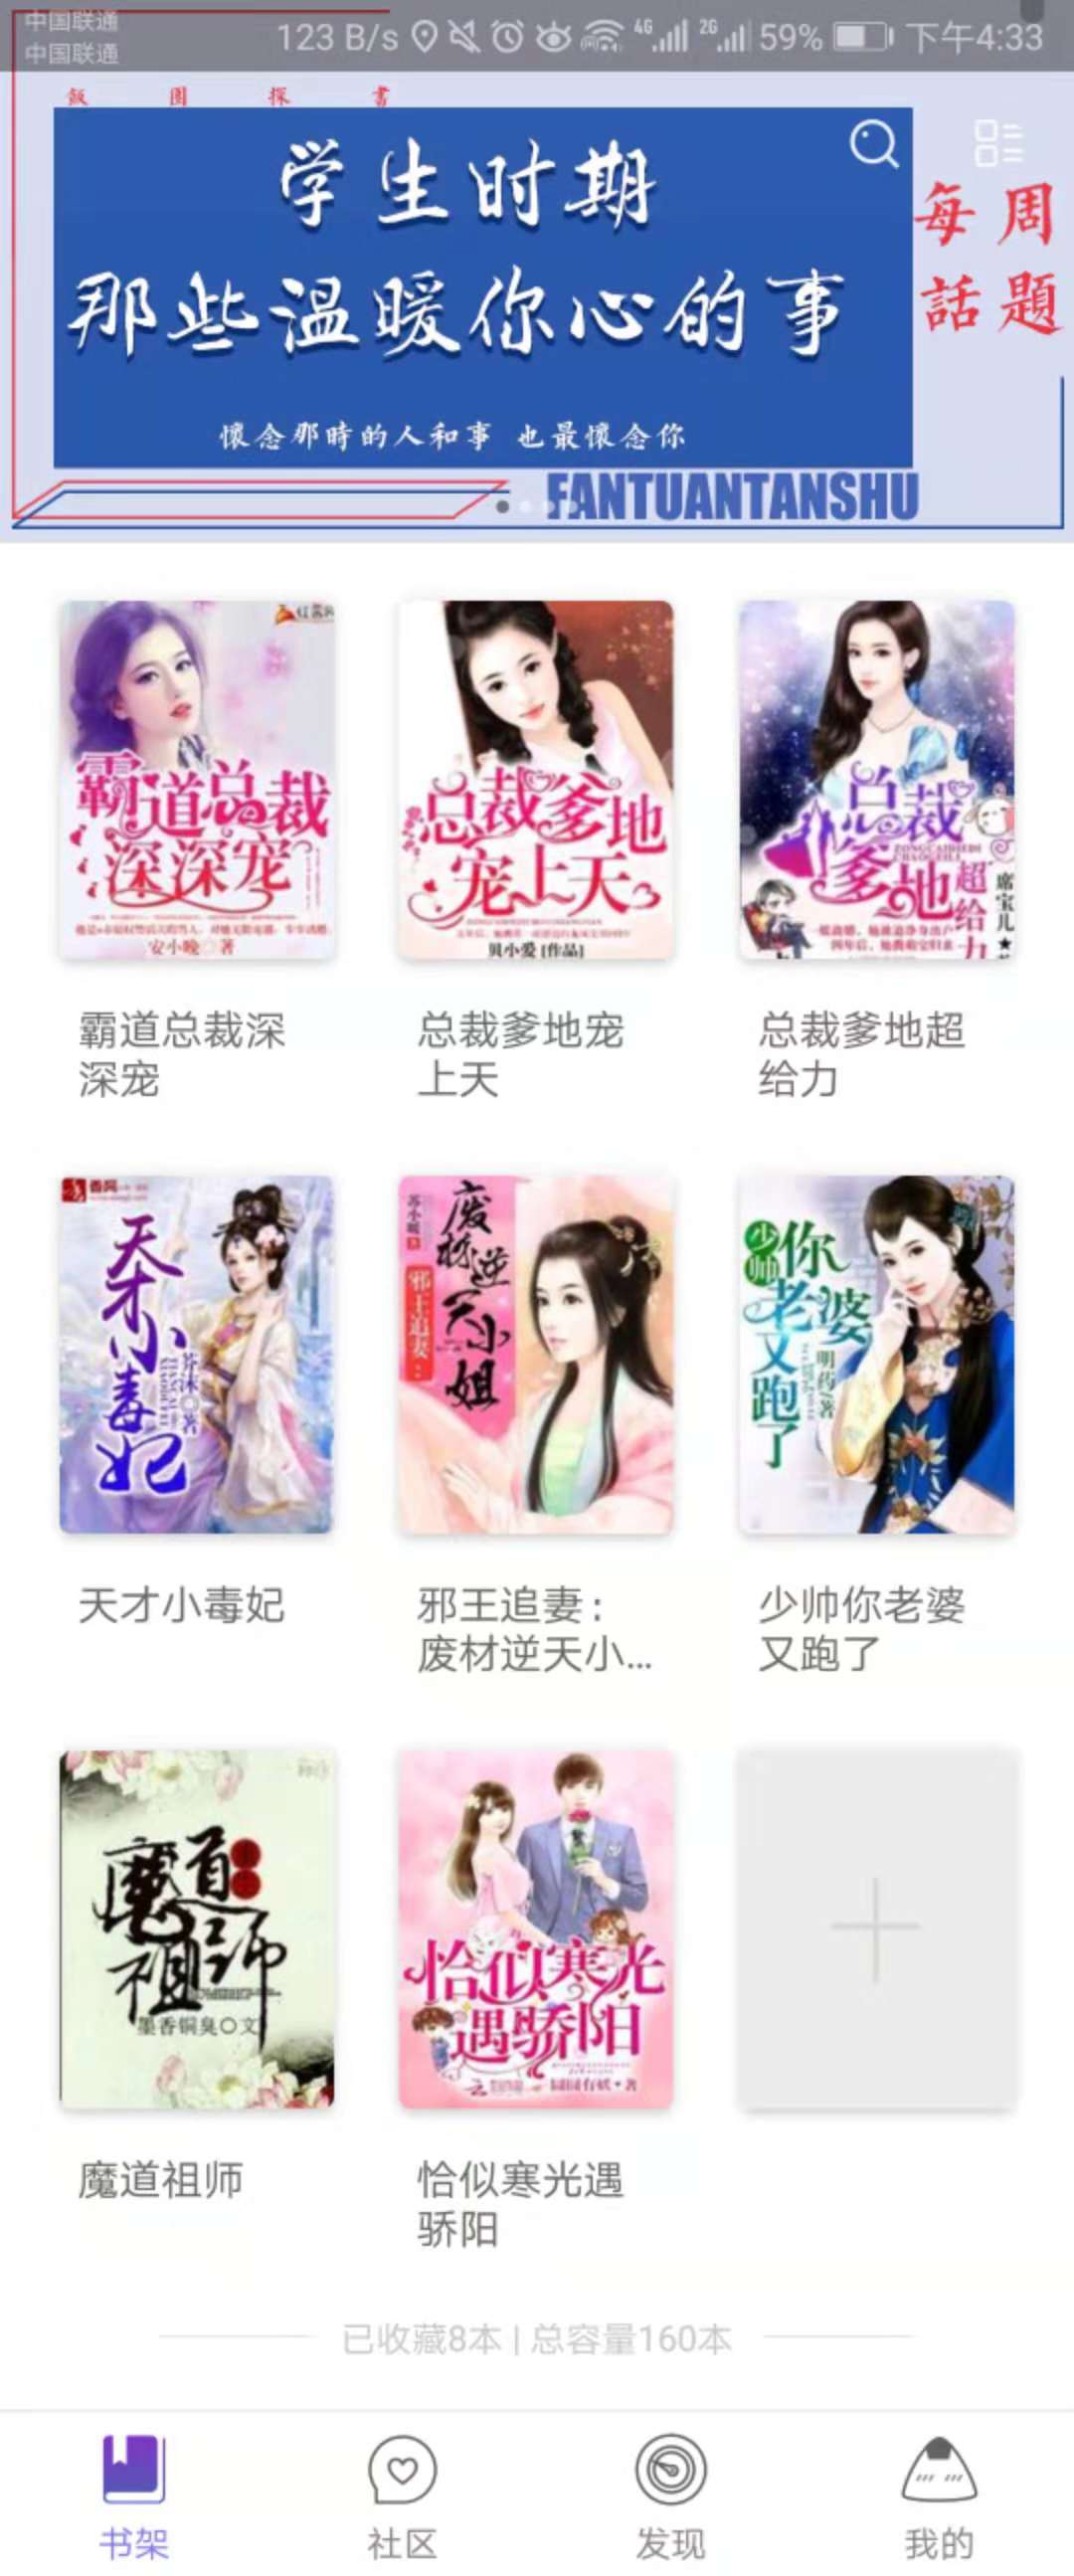 中国联通
中国联通
123 B/s
4G
2G
59%
下午4:33
飯團探書
学生时期
那些温暖你心的事
懷念那時的人和事 也最懷念你
每周
話題
FANTUANTANSHU
霸道总裁
深深宠
安小晚 著
总裁爹地
宠上天
贝小爱 [作品]
总裁
爹地
超给力
席宝儿★
霸道总裁深
深宠
总裁爹地宠
上天
总裁爹地超
给力
香网
天才小毒妃
芥沫 著
废材逆天小姐
邪王追妻:
少帅
你老婆
又跑了
明药/著
天才小毒妃
邪王追妻:
废材逆天小...
少帅你老婆
又跑了
魔道
祖师
墨香铜臭〇文
恰似寒光
遇骄阳
囧囧有妖·著
魔道祖师
恰似寒光遇
骄阳
已收藏8本 | 总容量160本
书架
社区
发现
我的